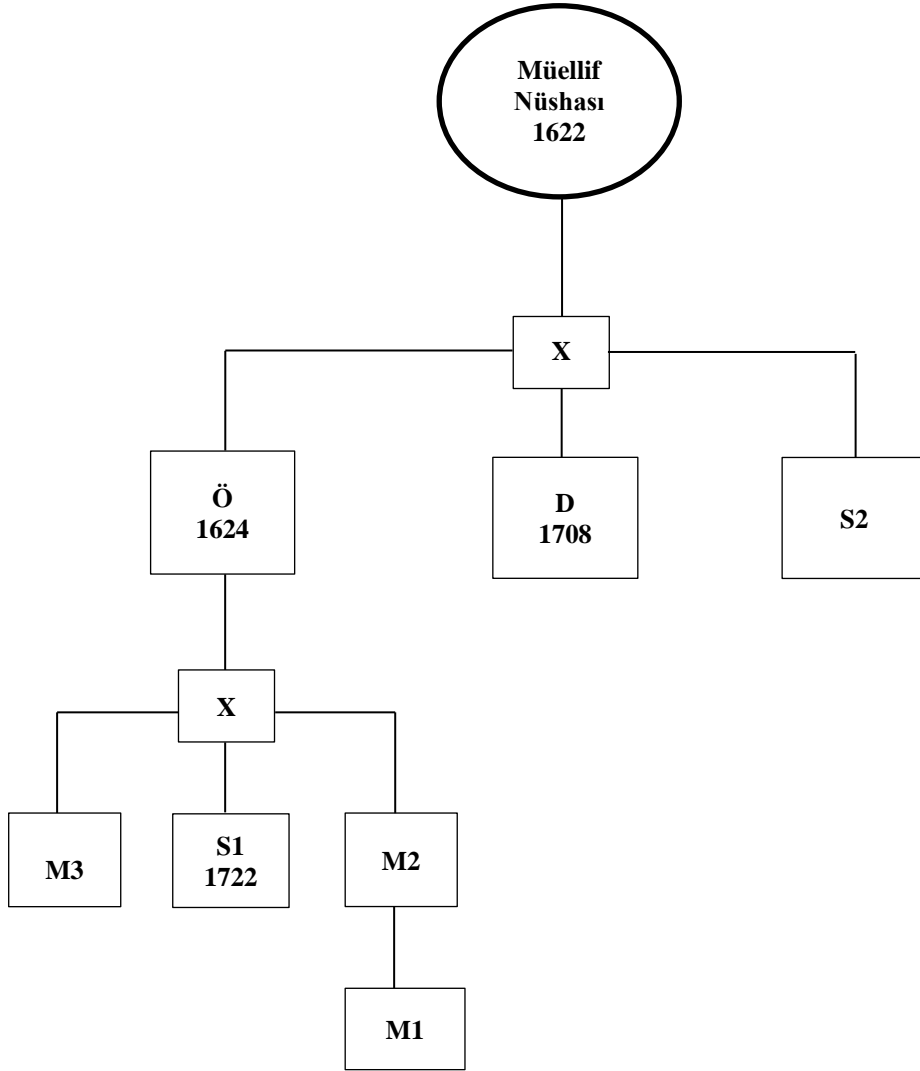 Müellif
Nüshası
1622
X
Ö
1624
D
1708
S2
X
M3
S1
1722
M2
M1